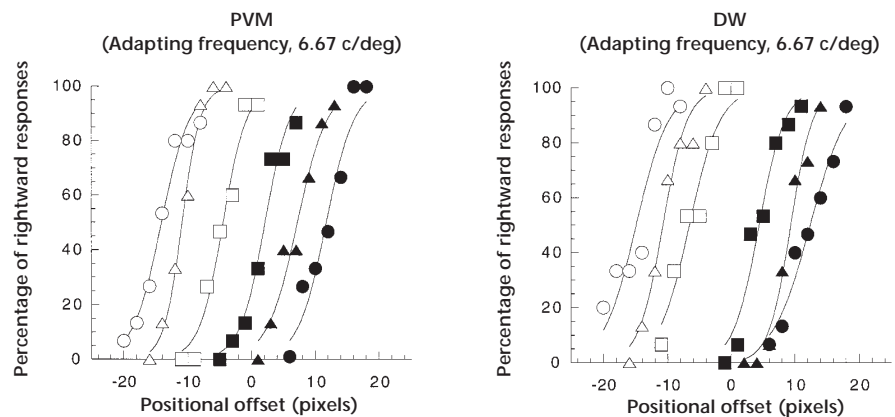 PVM
(Adapting frequency, 6.67 c/deg)
Percentage of rightward responses
100
80
60
40
20
0
-20 -10 0 10 20
Positional offset (pixels)
DW
(Adapting frequency, 6.67 c/deg)
Percentage of rightward responses
100
80
60
40
20
0
-20 -10 0 10 20
Positional offset (pixels)